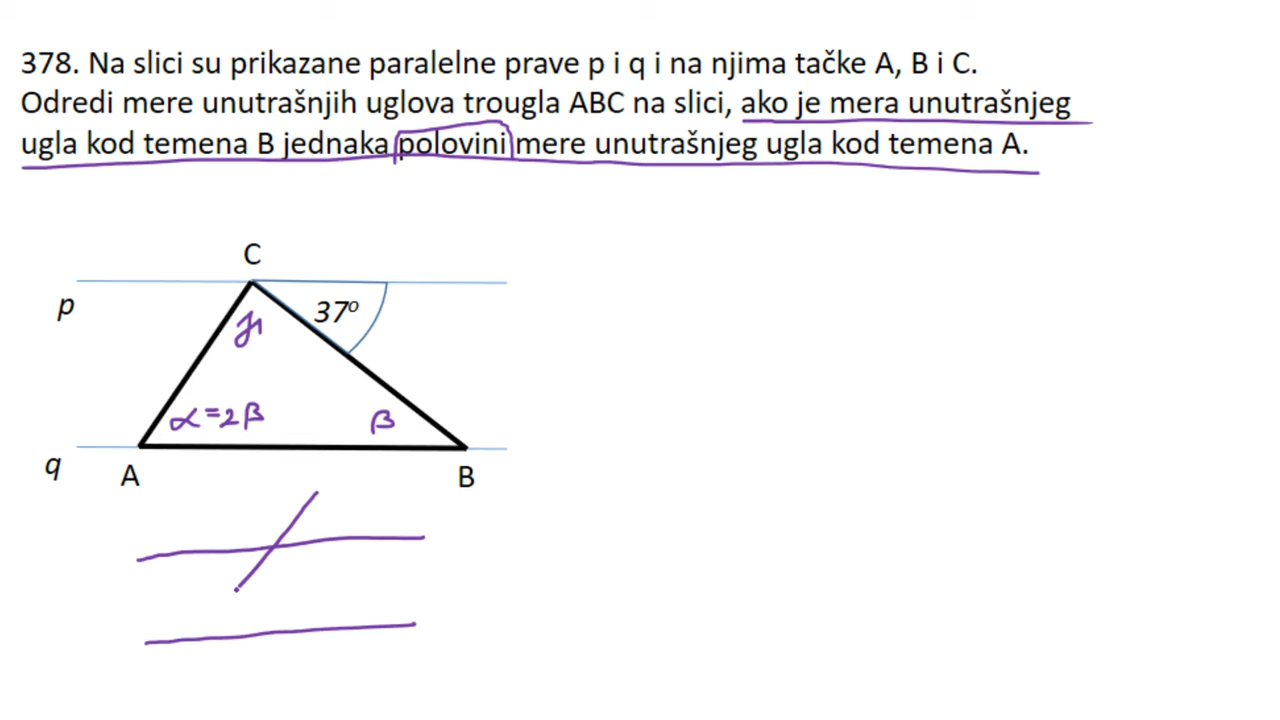 378. Na slici su prikazane paralelne prave p i q i na njima tačke A, B i C.
Odredi mere unutrašnjih uglova trougla ABC na slici, ako je mera unutrašnjeg
ugla kod temena B jednaka polovini mere unutrašnjeg ugla kod temena A.
C
p
37º
α=2β
β
q
A
B